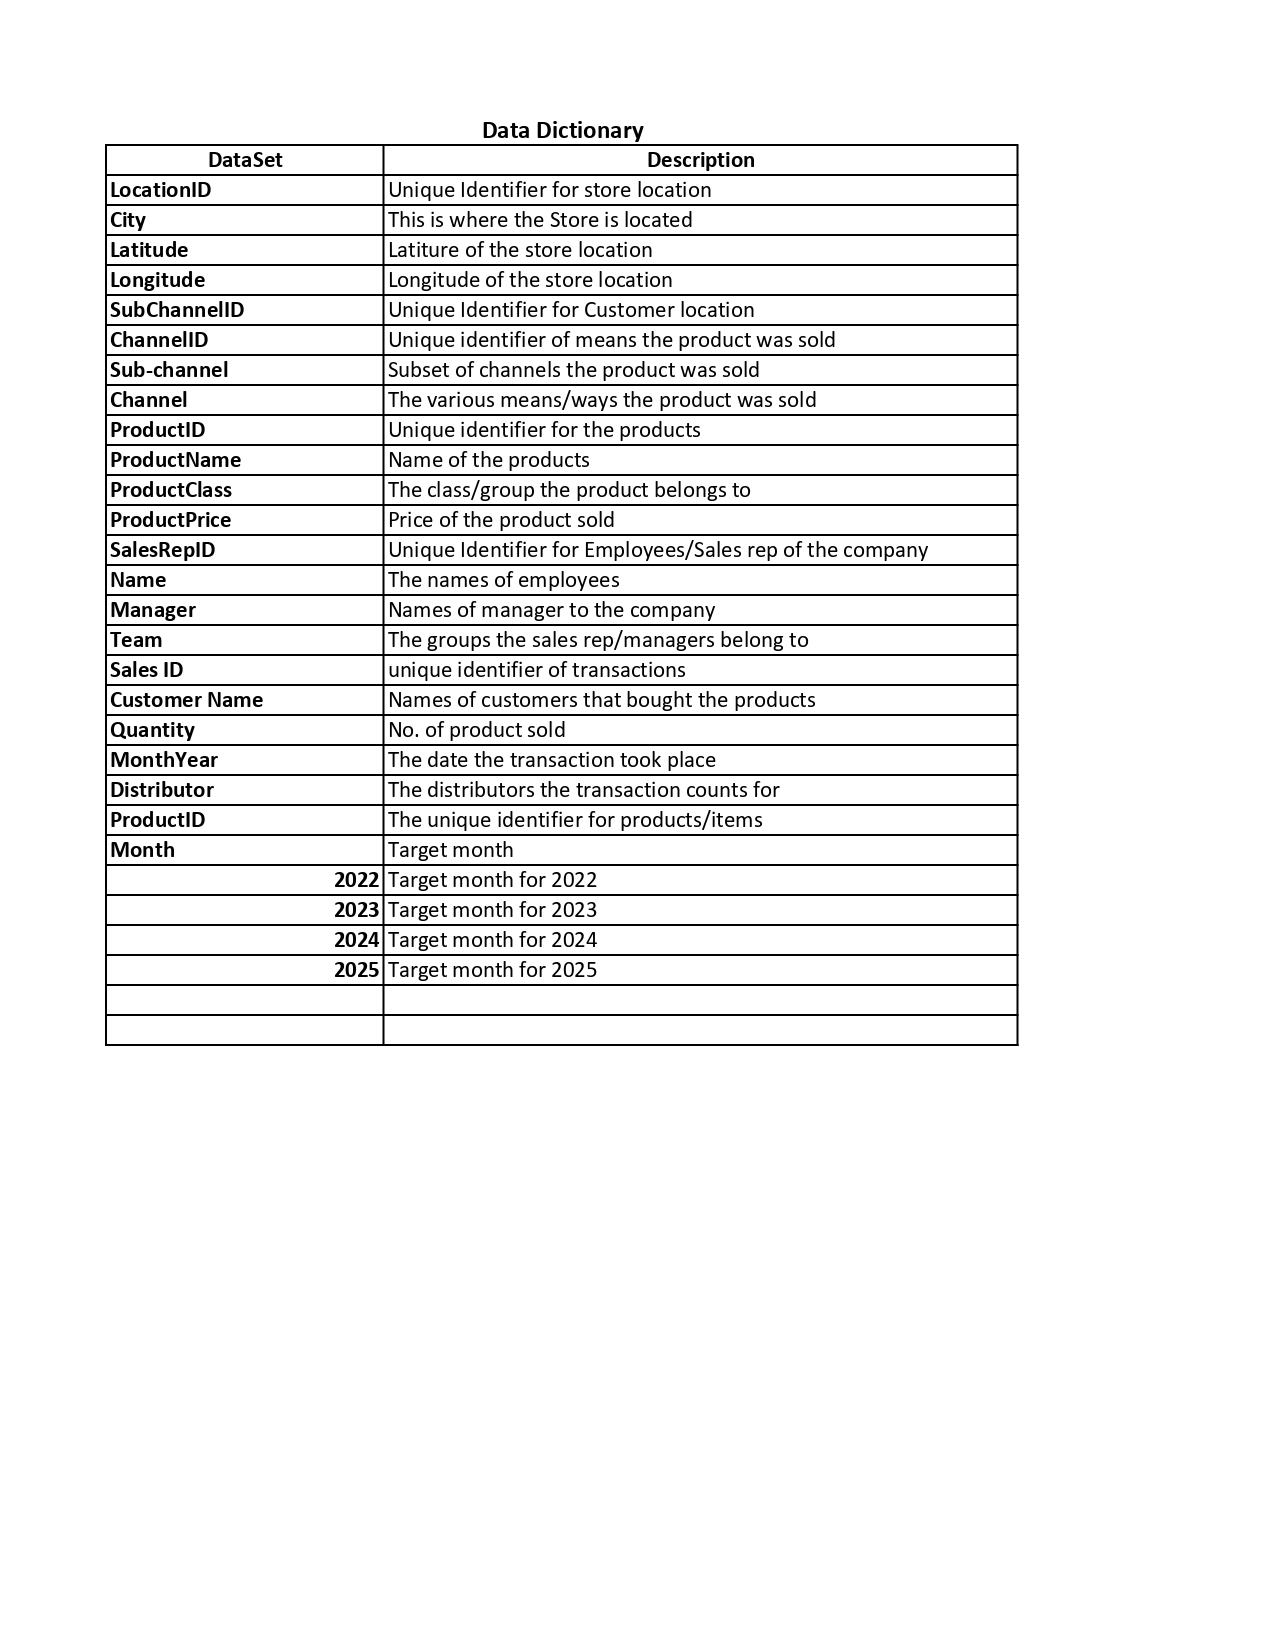 Data Dictionary
DataSet Description
LocationID Unique Identifier for store location
City This is where the Store is located
Latitude Latiture of the store location
Longitude Longitude of the store location
SubChannelID Unique Identifier for Customer location
ChannelID Unique identifier of means the product was sold
Sub-channel Subset of channels the product was sold
Channel The various means/ways the product was sold
ProductID Unique identifier for the products
ProductName Name of the products
ProductClass The class/group the product belongs to
ProductPrice Price of the product sold
SalesRepID Unique Identifier for Employees/Sales rep of the company
Name The names of employees
Manager Names of manager to the company
Team The groups the sales rep/managers belong to
Sales ID unique identifier of transactions
Customer Name Names of customers that bought the products
Quantity No. of product sold
MonthYear The date the transaction took place
Distributor The distributors the transaction counts for
ProductID The unique identifier for products/items
Month Target month
2022 Target month for 2022
2023 Target month for 2023
2024 Target month for 2024
2025 Target month for 2025